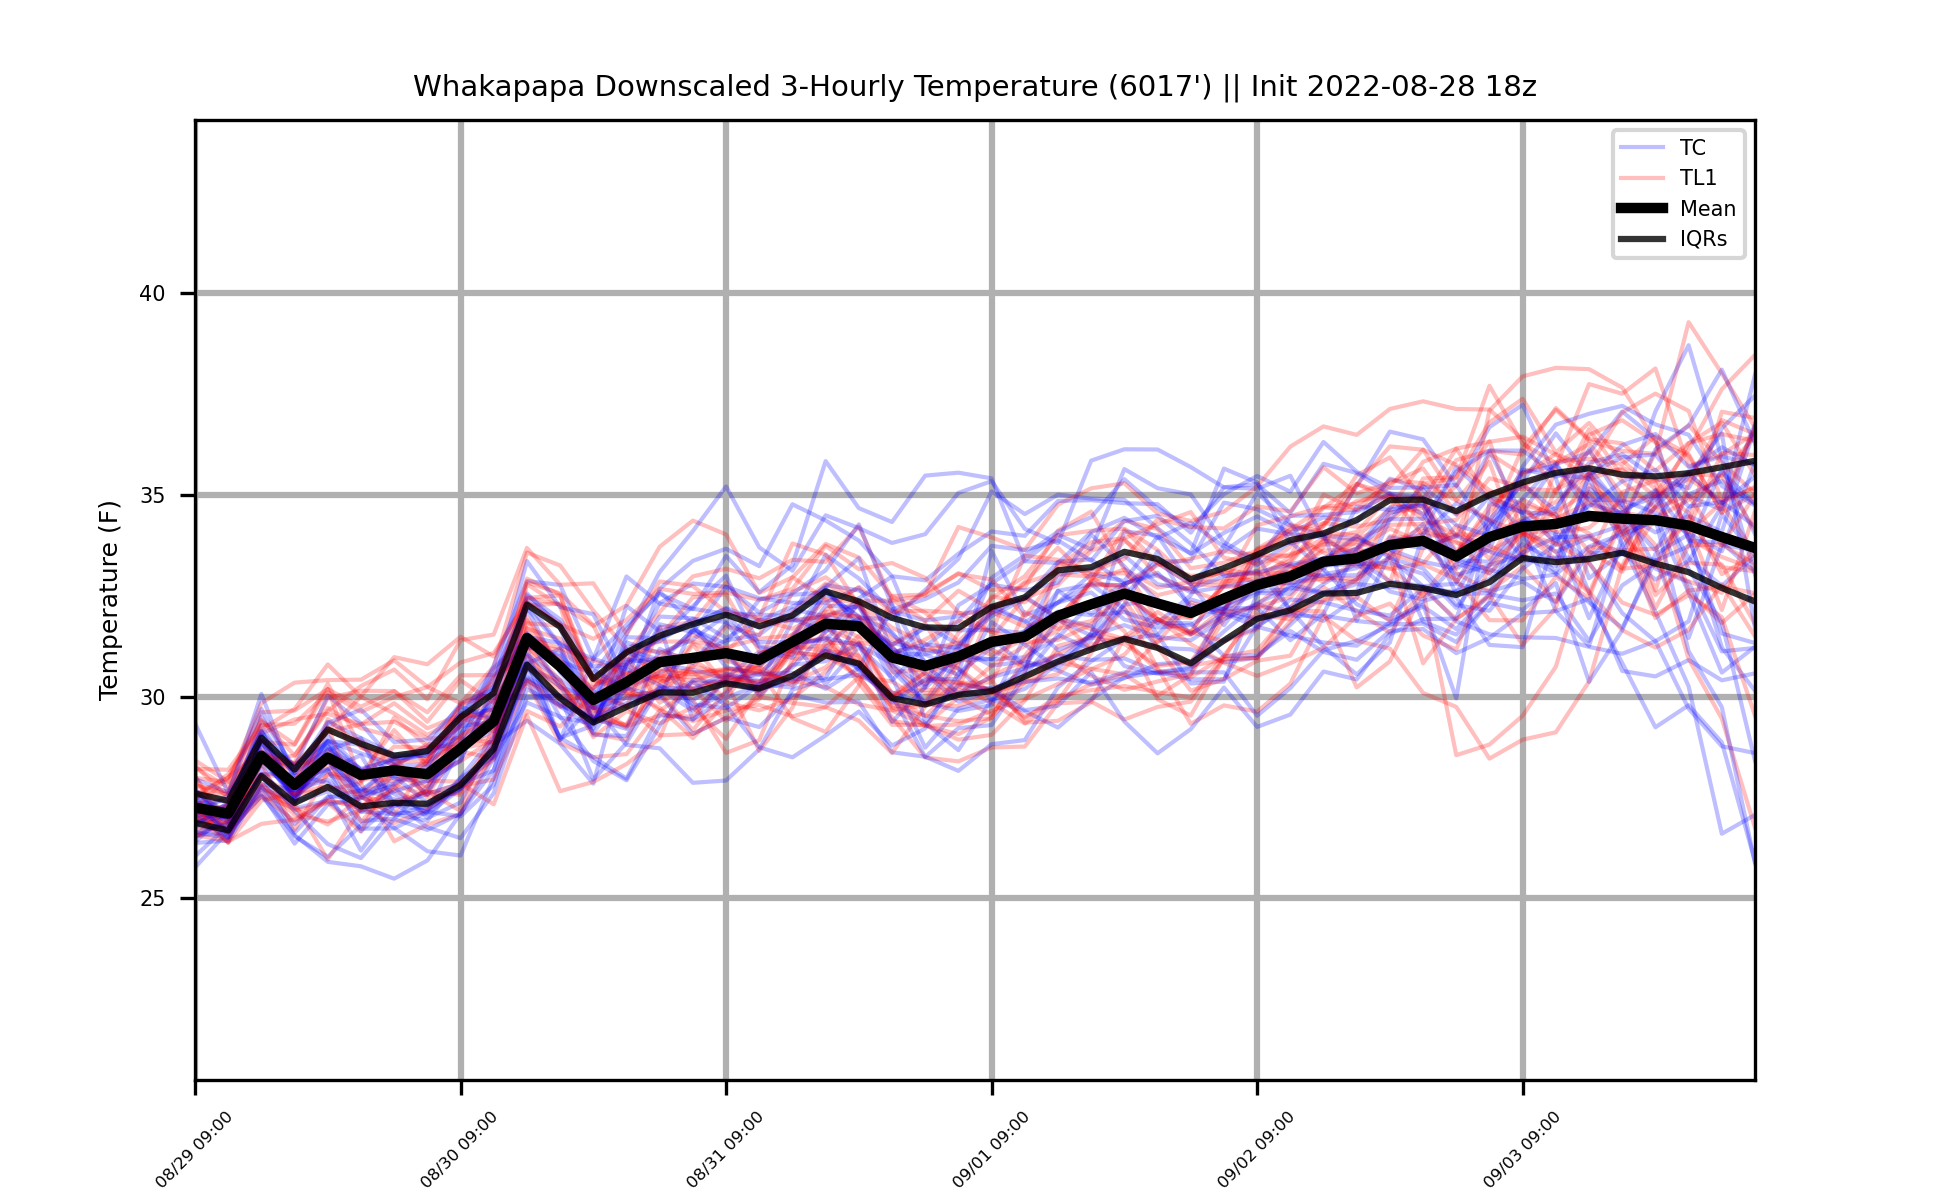 Whakapapa Downscaled 3-Hourly Temperature (6017') || Init 2022-08-28 18z
TC
TL1
Mean
IQRs
Temperature (F)
40
35
30
25
08/29 09:00
08/30 09:00
08/31 09:00
09/01 09:00
09/02 09:00
09/03 09:00